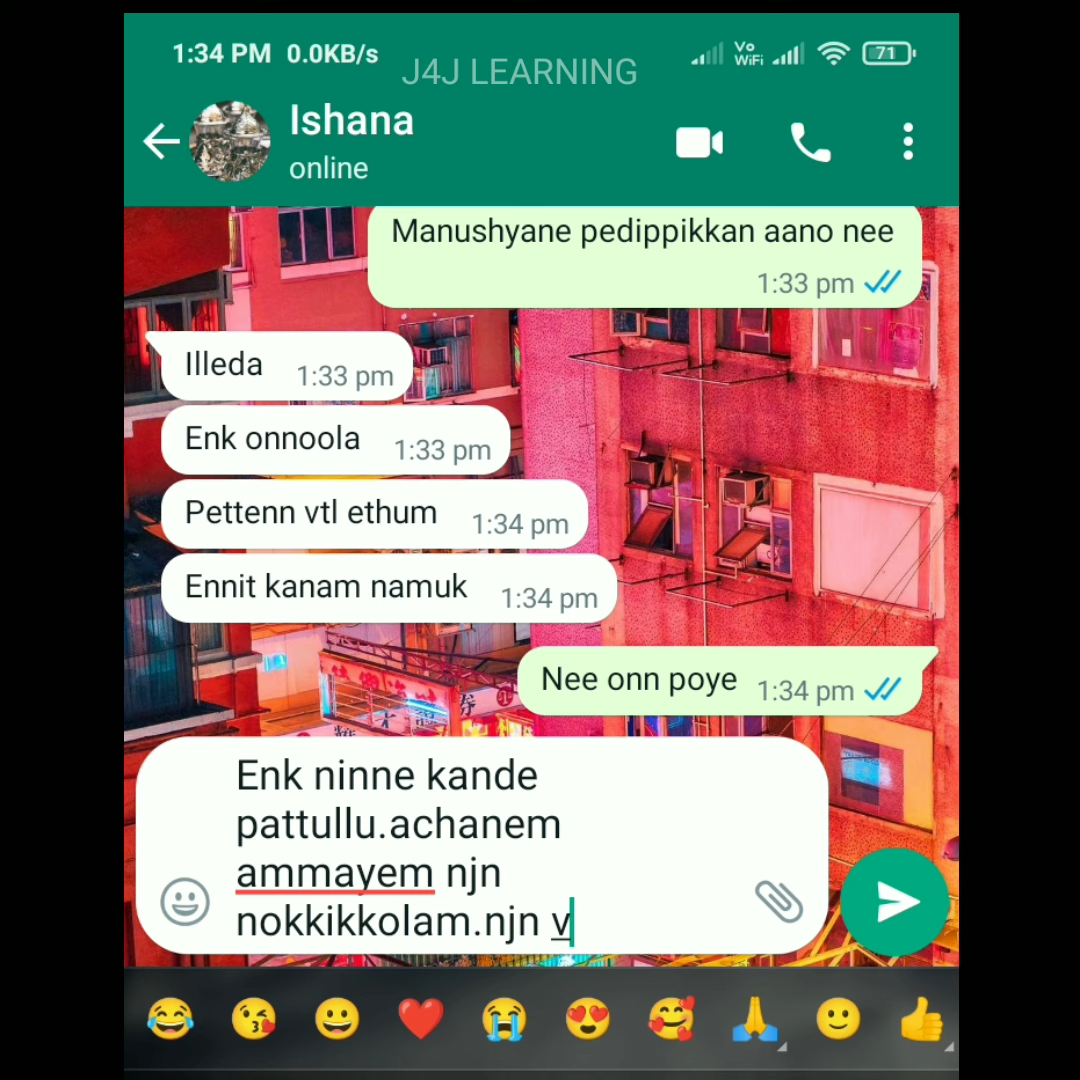 1:34 PM 0.0KB/s Vo WiFi 71
J4J LEARNING
Ishana
online
Manushyane pedippikkan aano nee
1:33 pm
Illeda 1:33 pm
Enk onnoola 1:33 pm
Pettenn vtl ethum 1:34 pm
Ennit kanam namuk 1:34 pm
Nee onn poye 1:34 pm
Enk ninne kande
pattullu.achanem
ammayem njn
nokkikkolam.njn v